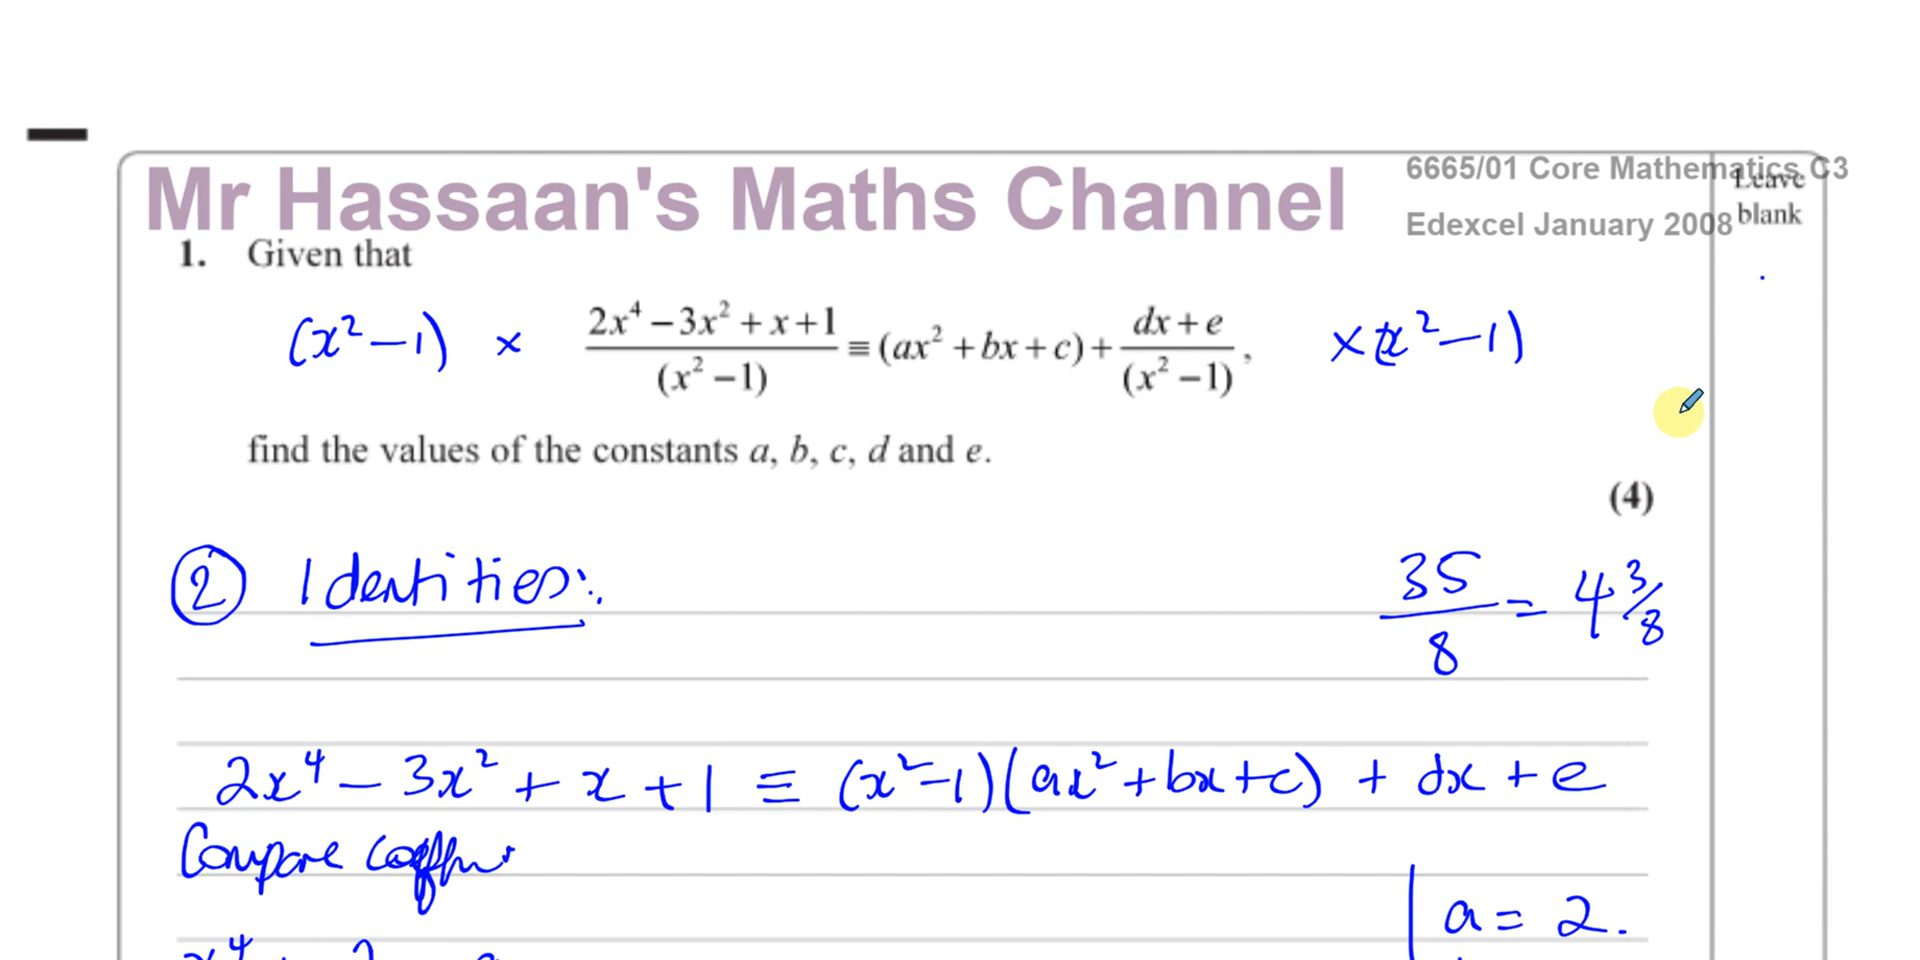 Mr Hassaan's Maths Channel
6665/01 Core Mathematics C3
Edexcel January 2008
Leave
blank
1. Given that
(x² − 1) × (2x⁴ − 3x² + x + 1)/(x² − 1) ≡ (ax² + bx + c) + (dx + e)/(x² − 1), × (x² − 1)
find the values of the constants a, b, c, d and e.
(4)
② Identities:.
35/8 = 4 3/8
2x⁴ − 3x² + x + 1 ≡ (x² − 1)(ax² + bx + c) + dx + e
Compare
a = 2.